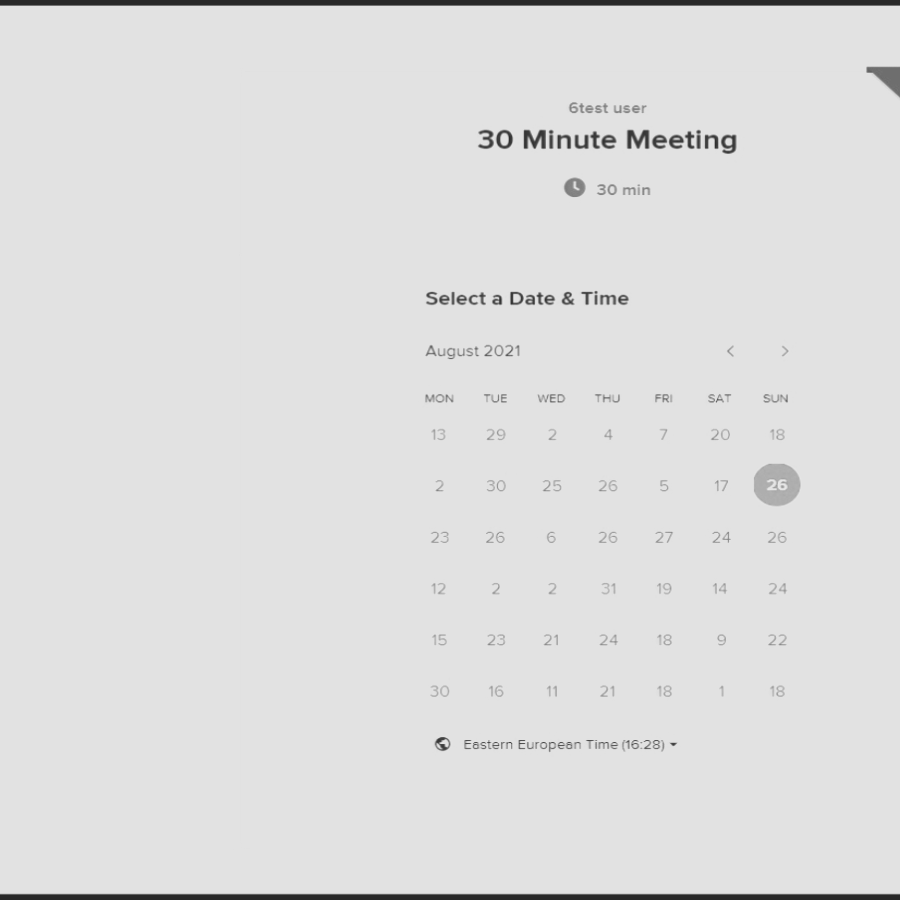 6test user
30 Minute Meeting
30 min
Select a Date & Time
August 2021
MON TUE WED THU FRI SAT SUN
13 29 2 4 7 20 18
2 30 25 26 5 17 26
23 26 6 26 27 24 26
12 2 2 31 19 14 24
15 23 21 24 18 9 22
30 16 11 21 18 1 18
Eastern European Time (16:28)